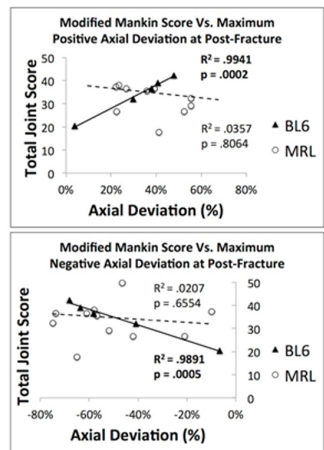 Modified Mankin Score Vs. Maximum
Positive Axial Deviation at Post-Fracture
Total Joint Score
50
40
30
20
10
0
R² = .9941
p = .0002
R² = .0357
p = .8064
▲ BL6
○ MRL
0% 20% 40% 60% 80%
Axial Deviation (%)
Modified Mankin Score Vs. Maximum
Negative Axial Deviation at Post-Fracture
Total Joint Score
R² = .0207
p = .6554
R² = .9891
p = .0005
50
40
30
20
10
0
▲ BL6
○ MRL
-80% -60% -40% -20% 0%
Axial Deviation (%)